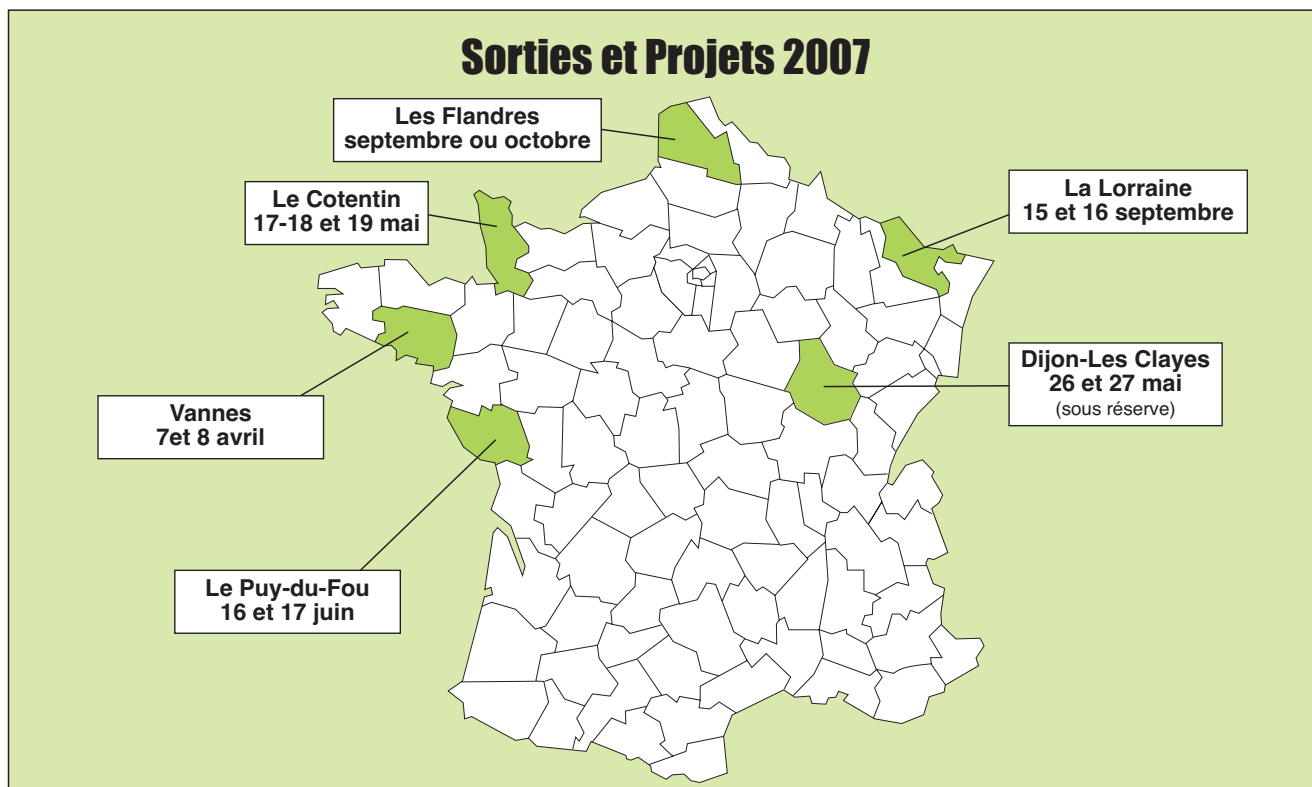 Sorties et Projets 2007
Les Flandres
septembre ou octobre
Le Cotentin
17-18 et 19 mai
La Lorraine
15 et 16 septembre
Dijon-Les Clayes
26 et 27 mai
(sous réserve)
Vannes
7et 8 avril
Le Puy-du-Fou
16 et 17 juin